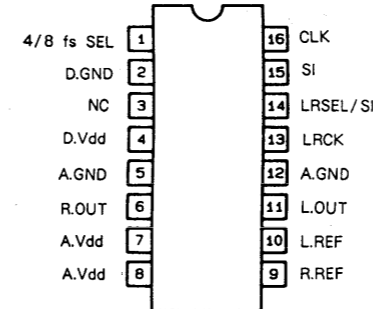 4/8 fs SEL 1 16 CLK
D.GND 2 15 SI
NC 3 14 LRSEL/SI
D.Vdd 4 13 LRCK
A.GND 5 12 A.GND
R.OUT 6 11 L.OUT
A.Vdd 7 10 L.REF
A.Vdd 8 9 R.REF